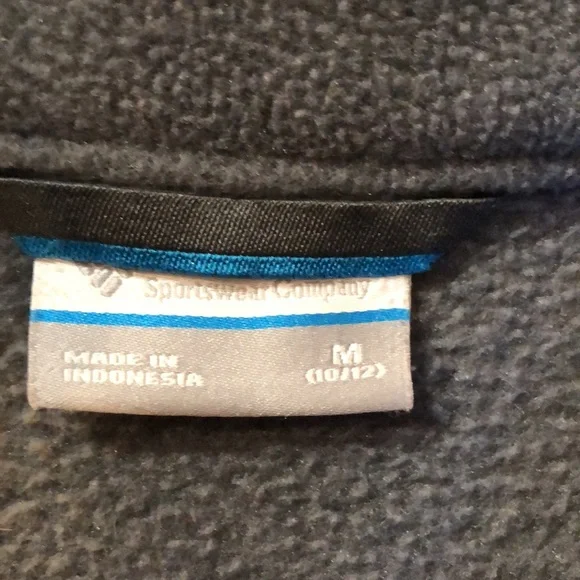 Sportswear Company
MADE IN
INDONESIA
M
(10/12)